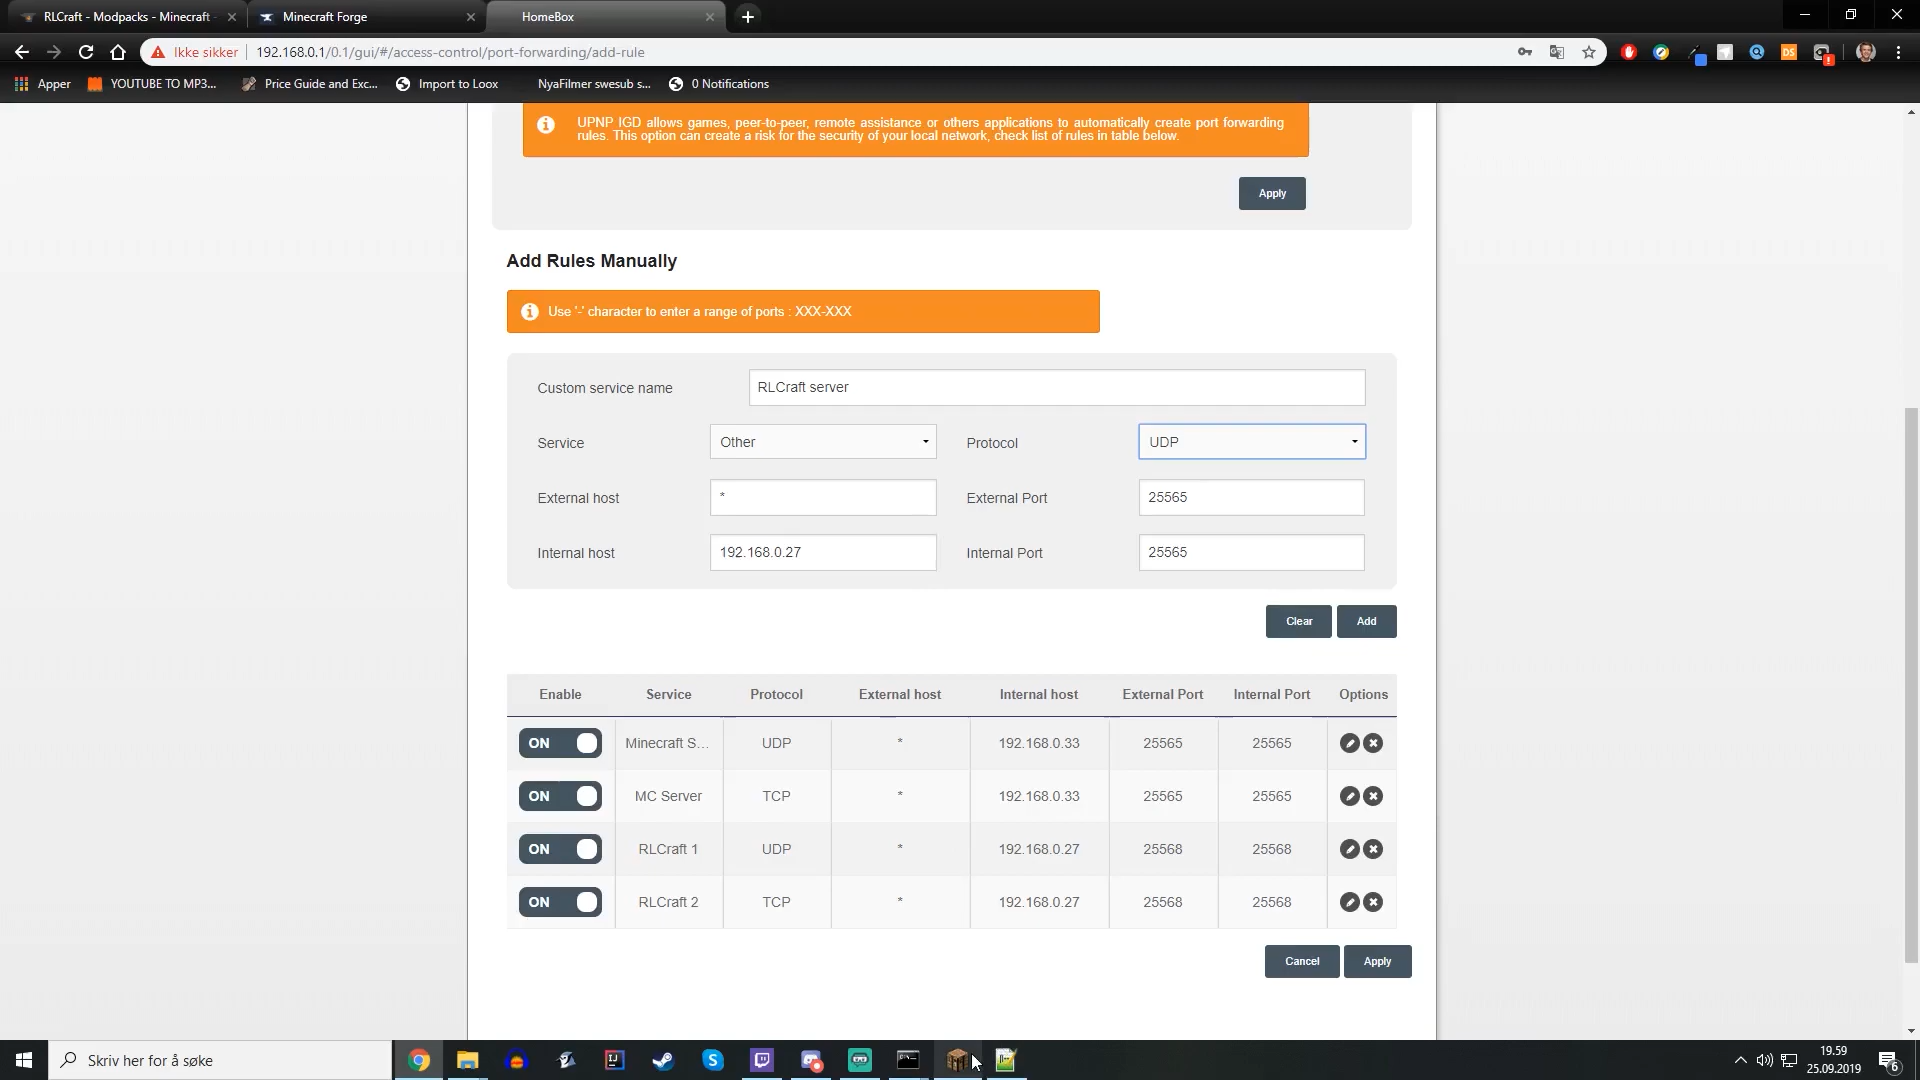 RLCraft - Modpacks - Minecraft
Minecraft Forge
HomeBox
Ikke sikker
192.168.0.1/0.1/gui/#/access-control/port-forwarding/add-rule
Apper
YOUTUBE TO MP3...
Price Guide and Exc...
Import to Loox
NyaFilmer swesub s...
0 Notifications
UPNP IGD allows games, peer-to-peer, remote assistance or others applications to automatically create port forwarding
rules. This option can create a risk for the security of your local network, check list of rules in table below.
Apply
Add Rules Manually
Use '-' character to enter a range of ports : XXX-XXX
Custom service name
RLCraft server
Service
Other
Protocol
UDP
External host
*
External Port
25565
Internal host
192.168.0.27
Internal Port
25565
Clear
Add
Enable Service Protocol External host Internal host External Port Internal Port Options
ON Minecraft S... UDP * 192.168.0.33 25565 25565
ON MC Server TCP * 192.168.0.33 25565 25565
ON RLCraft 1 UDP * 192.168.0.27 25568 25568
ON RLCraft 2 TCP * 192.168.0.27 25568 25568
Cancel
Apply
Skriv her for å søke
19.59
25.09.2019
6